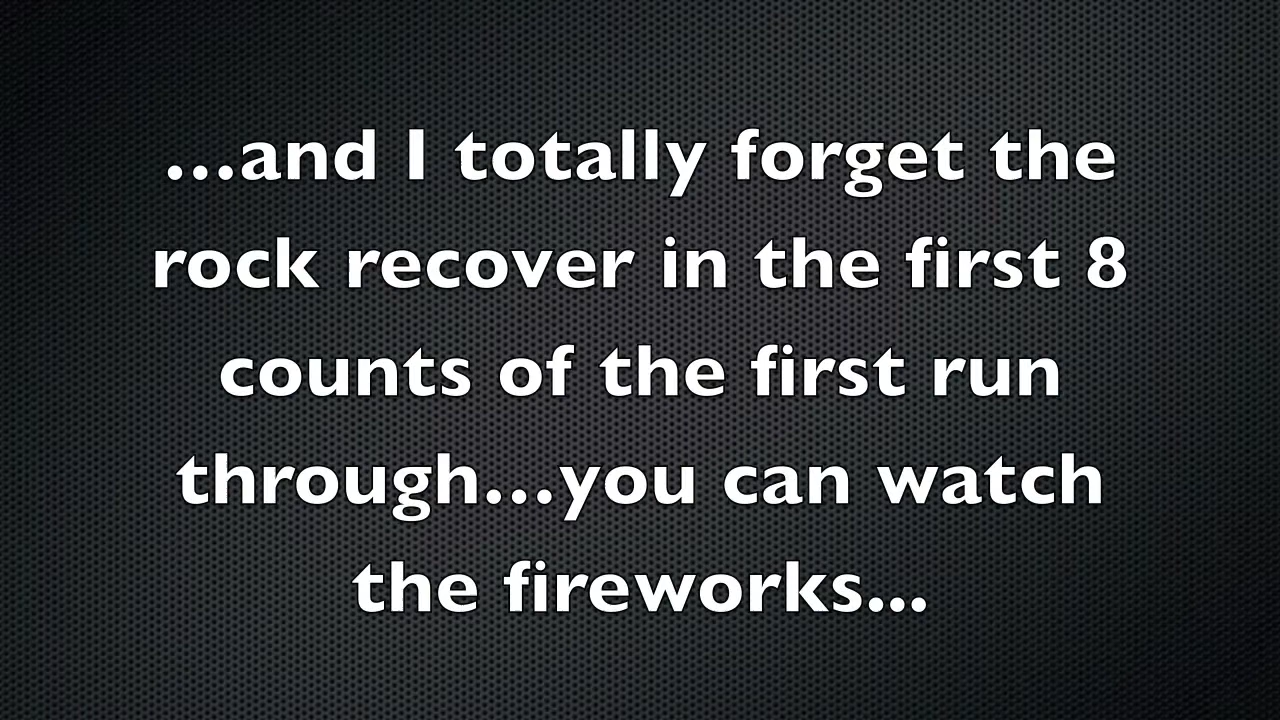 ...and I totally forget the
rock recover in the first 8
counts of the first run
through...you can watch
the fireworks...